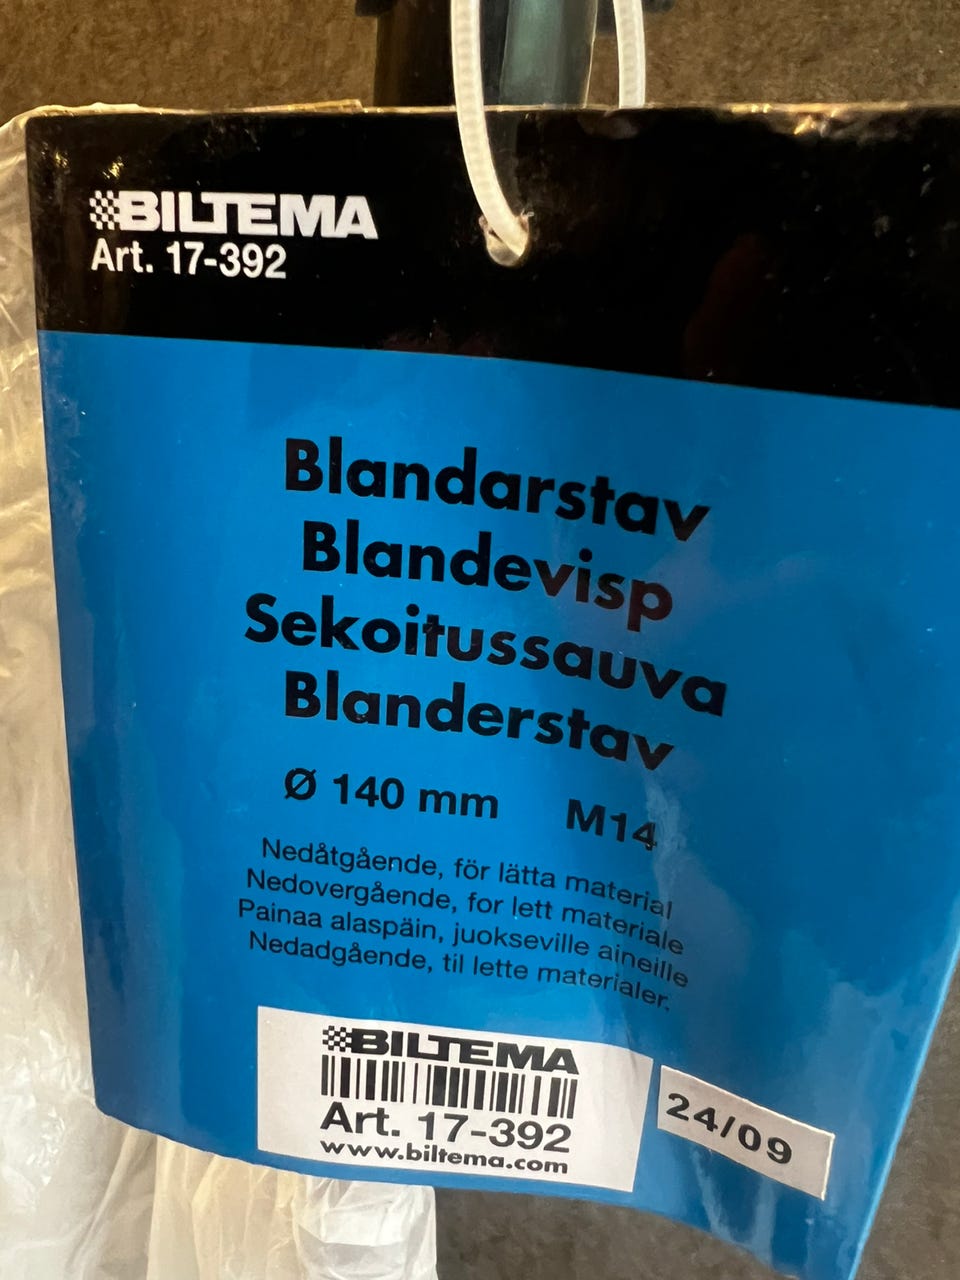 BILTEMA
Art. 17-392
Blandarstav
Blandevisp
Sekoitussauva
Blanderstav
Ø 140 mm M14
Nedåtgående, för lätta material
Nedovergående, for lett materiale
Painaa alaspäin, juokseville aineille
Nedadgående, til lette materialer.
BILTEMA
Art. 17-392
www.biltema.com
24/09